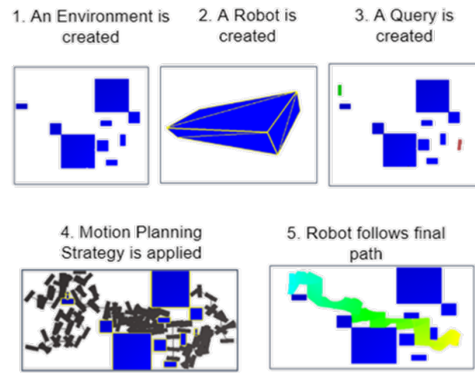 1. An Environment is
created
2. A Robot is
created
3. A Query is
created
4. Motion Planning
Strategy is applied
5. Robot follows final
path